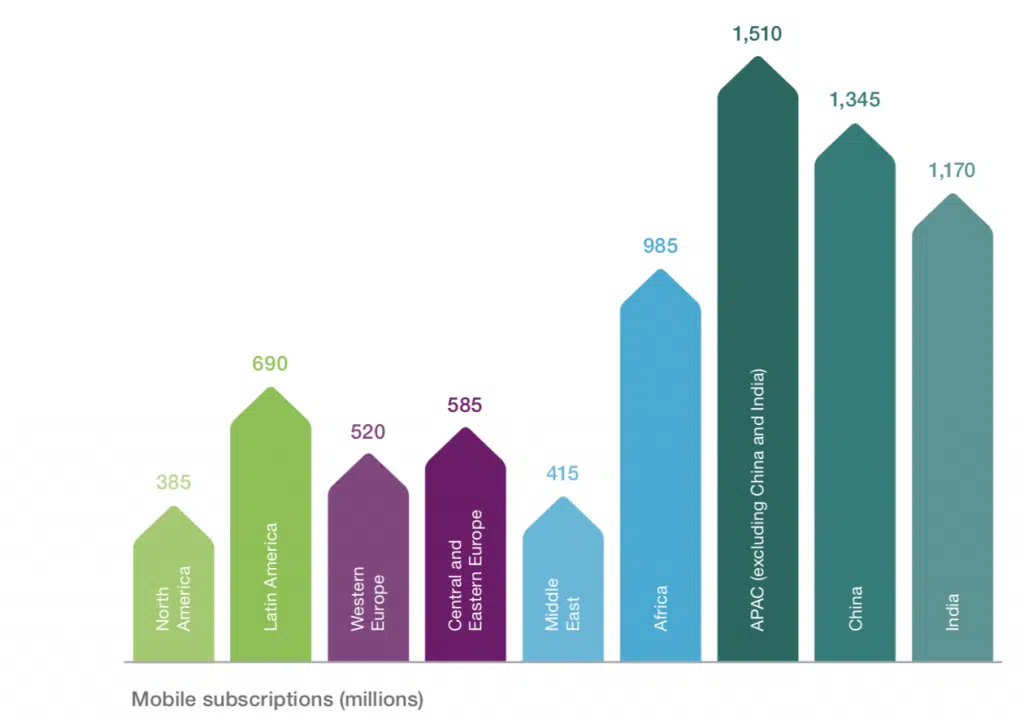 385
North
America
690
Latin America
520
Western
Europe
585
Central and
Eastern Europe
415
Middle
East
985
Africa
1,510
APAC (excluding China and India)
1,345
China
1,170
India
Mobile subscriptions (millions)